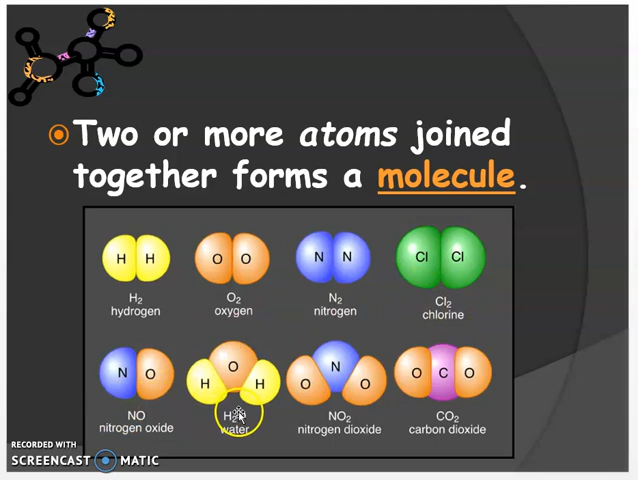 Two or more atoms joined
together forms a molecule.
H H O O N N Cl Cl
H₂ O₂ N₂ Cl₂
hydrogen oxygen nitrogen chlorine
N O H O H O N O O C O
NO NO₂ CO₂
nitrogen oxide water nitrogen dioxide carbon dioxide
RECORDED WITH
SCREENCAST MATIC